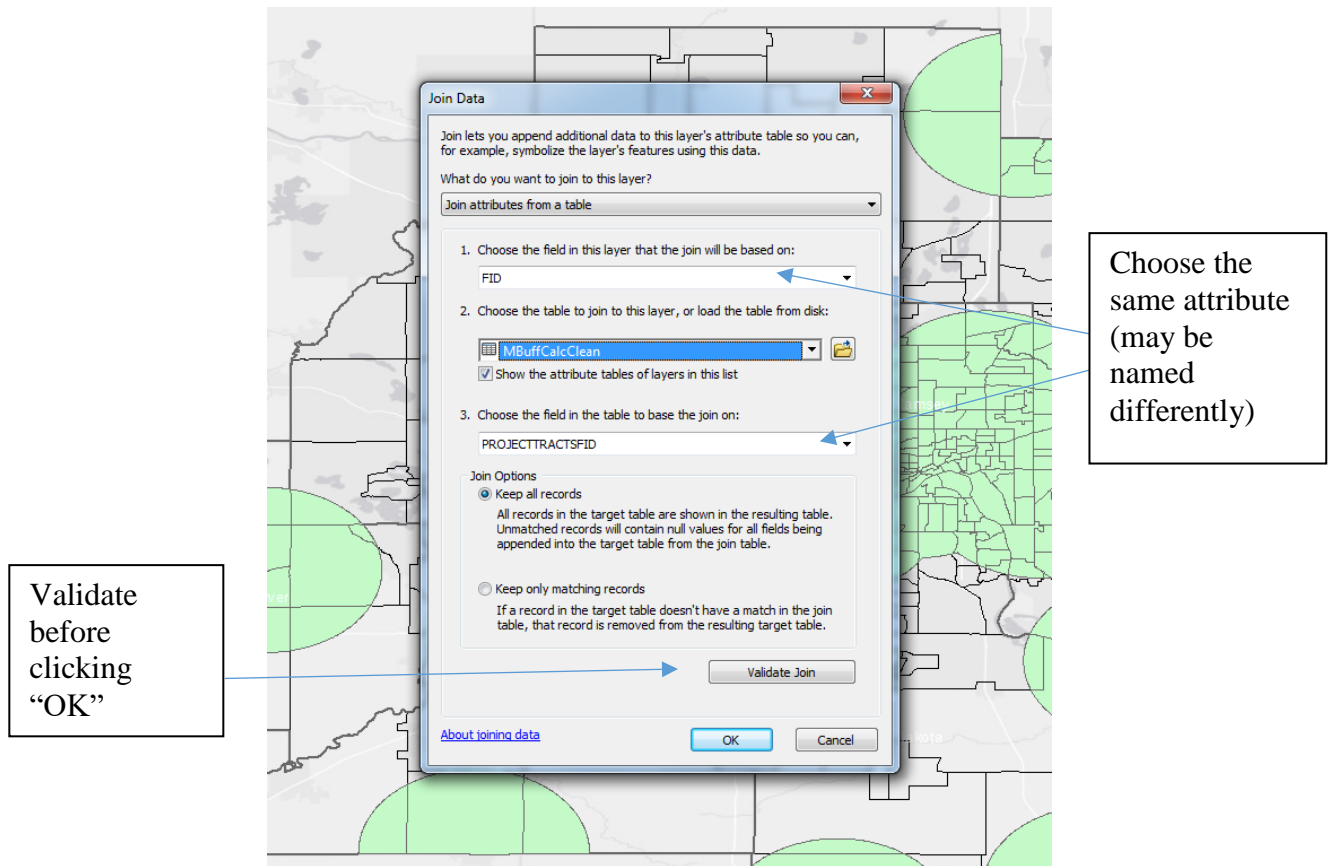 Join Data
X
Join lets you append additional data to this layer's attribute table so you can,
for example, symbolize the layer's features using this data.
What do you want to join to this layer?
Join attributes from a table
1. Choose the field in this layer that the join will be based on:
FID
2. Choose the table to join to this layer, or load the table from disk:
MBuffCalcClean
Show the attribute tables of layers in this list
3. Choose the field in the table to base the join on:
PROJECTTRACTSFID
Join Options
Keep all records
All records in the target table are shown in the resulting table.
Unmatched records will contain null values for all fields being
appended into the target table from the join table.
Keep only matching records
If a record in the target table doesn't have a match in the join
table, that record is removed from the resulting target table.
Validate Join
About joining data
OK
Cancel
Choose the
same attribute
(may be
named
differently)
Validate
before
clicking
“OK”
ver
msey
kota